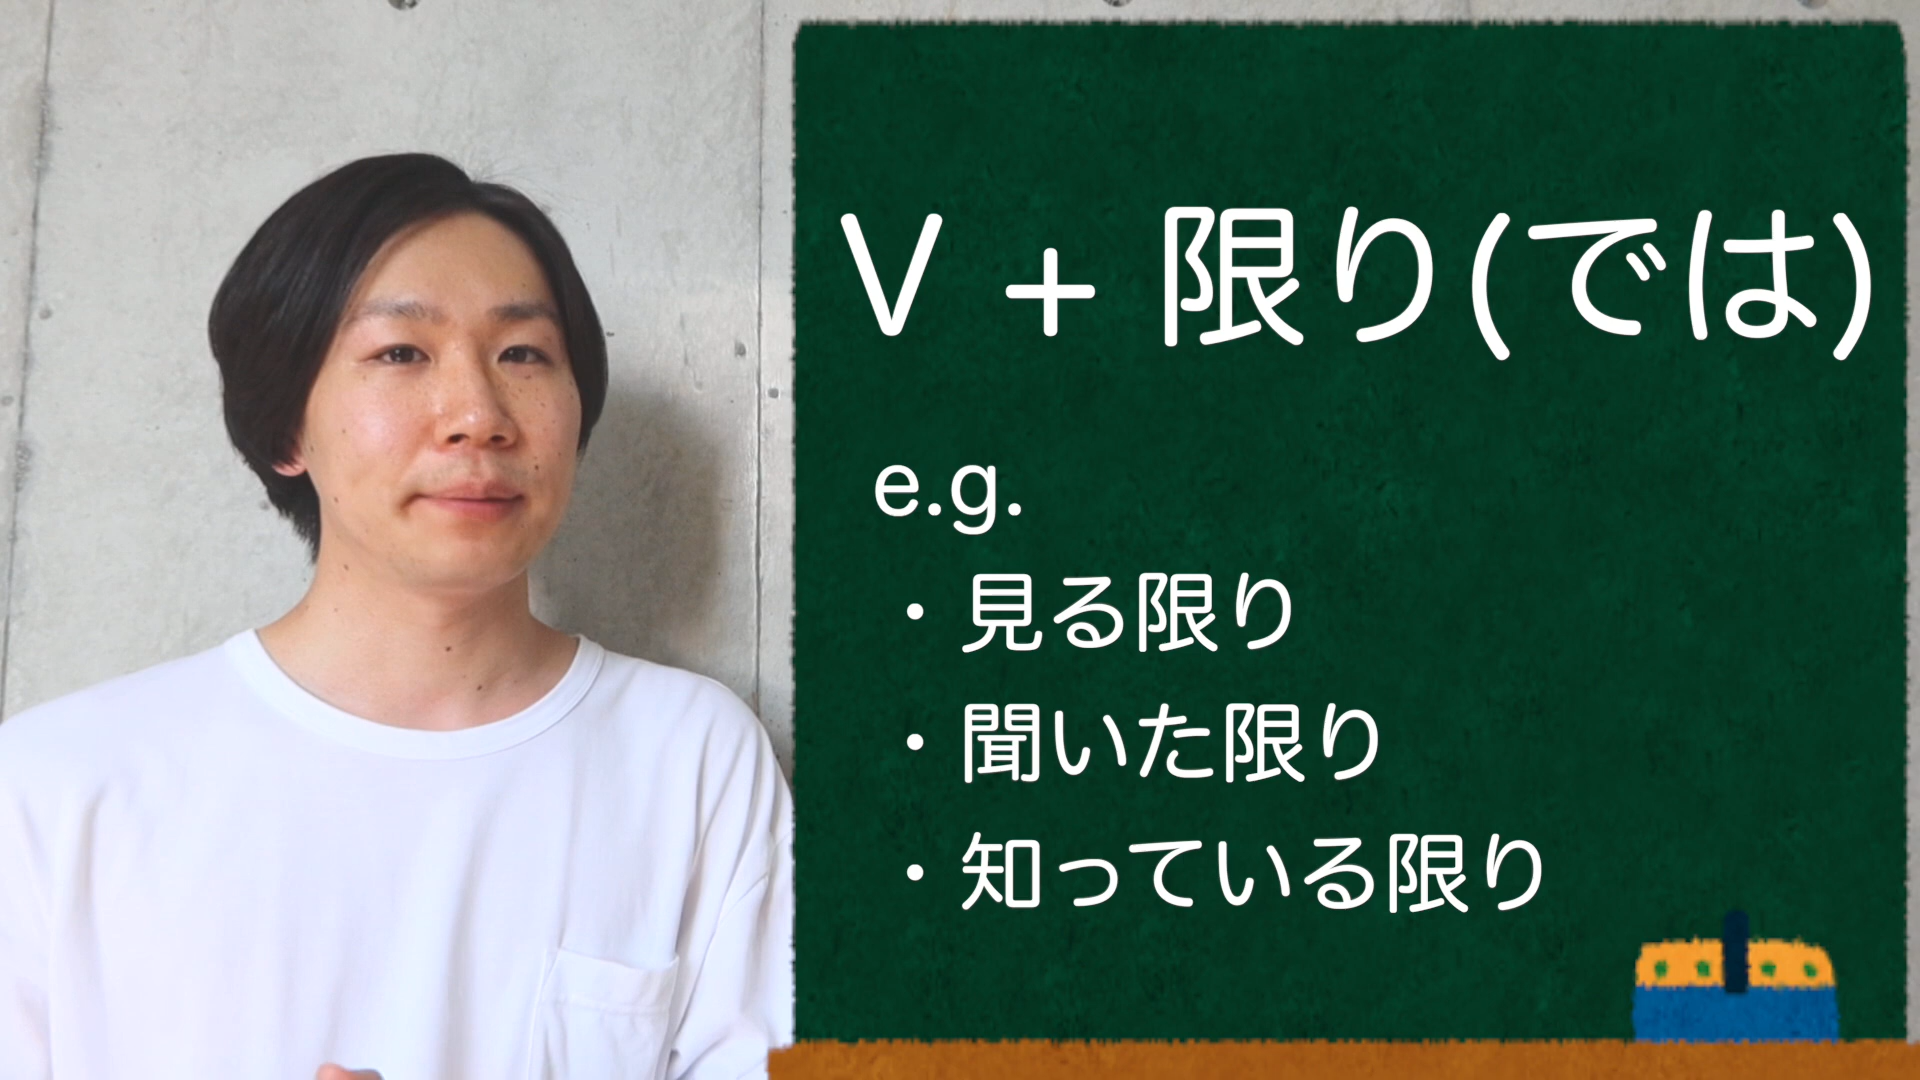 V + 限り(では)
e.g.
・見る限り
・聞いた限り
・知っている限り